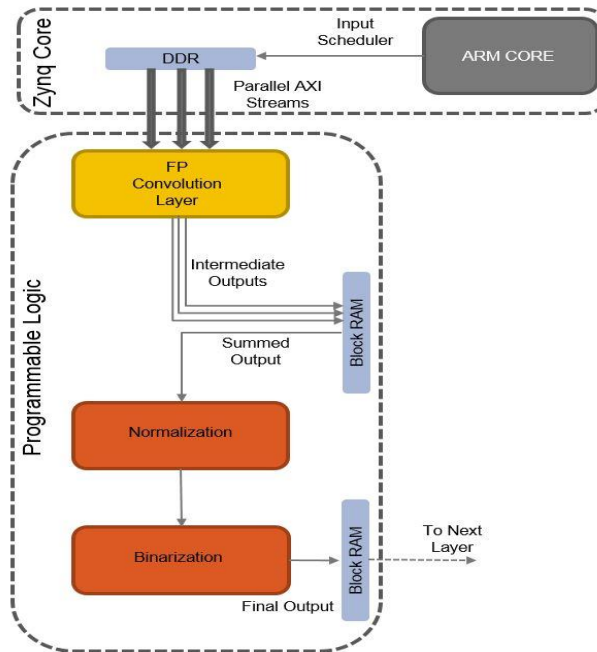 Zynq Core
Input
Scheduler
DDR
ARM CORE
Parallel AXI
Streams
Programmable Logic
FP
Convolution
Layer
Intermediate
Outputs
Block RAM
Summed
Output
Normalization
Binarization
Block RAM
To Next
Layer
Final Output